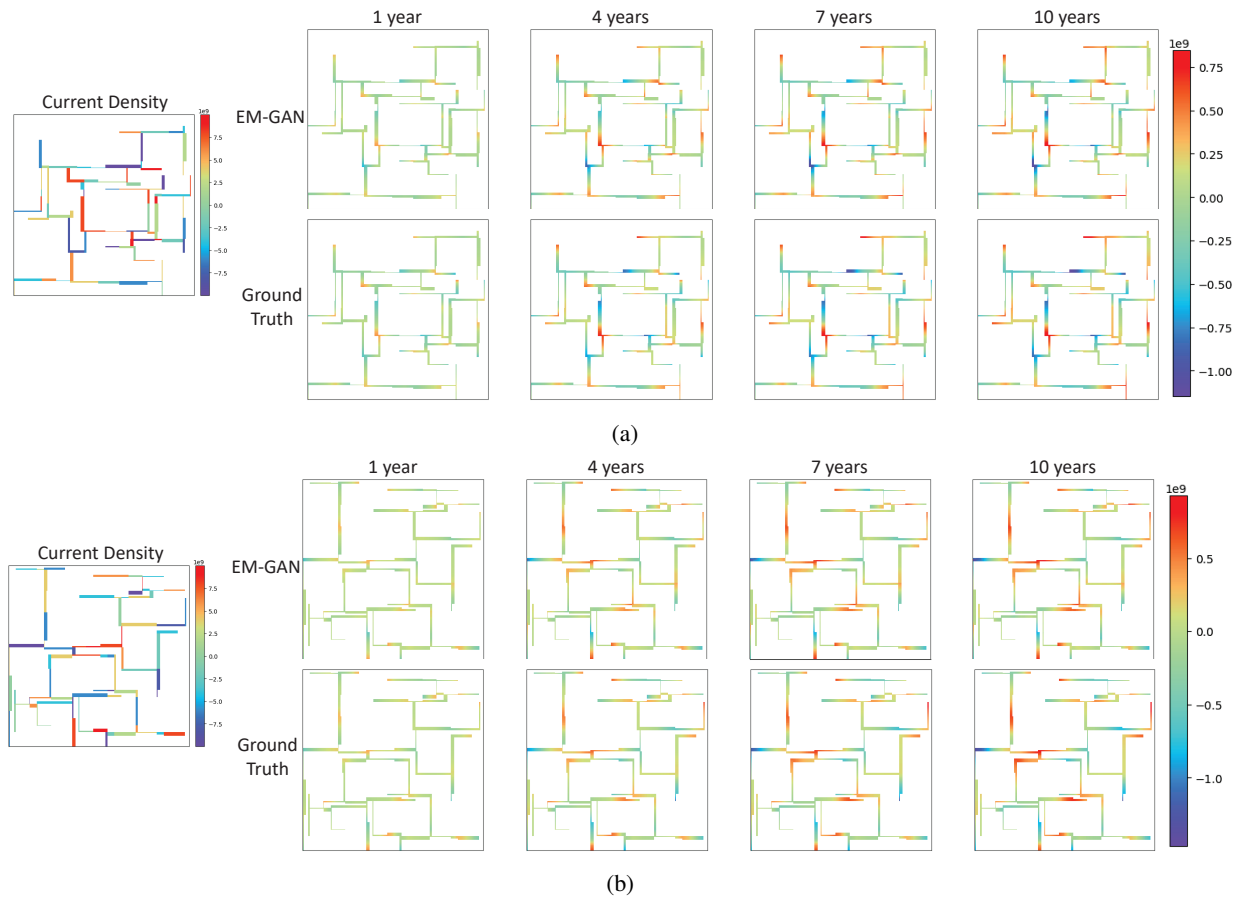 1 year 4 years 7 years 10 years
1e9
0.75
0.50
0.25
0.00
−0.25
−0.50
−0.75
−1.00
EM-GAN
Current Density
1e9
7.5
5.0
2.5
0.0
−2.5
−5.0
−7.5
Ground
Truth
(a)
1 year 4 years 7 years 10 years
1e9
0.5
0.0
−0.5
−1.0
EM-GAN
Current Density
1e9
7.5
5.0
2.5
0.0
−2.5
−5.0
−7.5
Ground
Truth
(b)